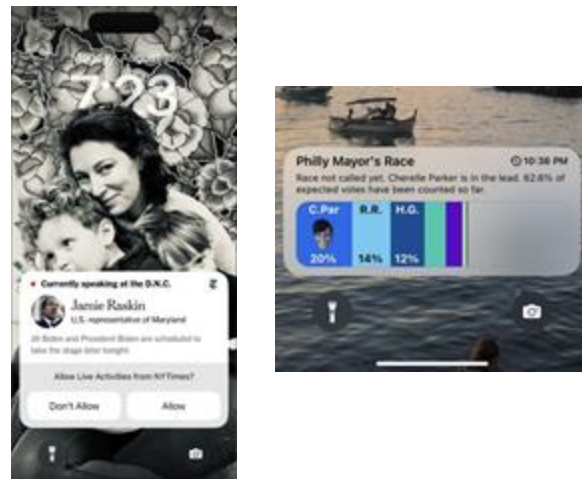 7:23
Currently speaking at the D.N.C.
Jamie Raskin
U.S. representative of Maryland
Jill Biden and President Biden are scheduled to
take the stage later tonight.
Allow Live Activities from NYTimes?
Don't Allow
Allow
Philly Mayor's Race
10:36 PM
Race not called yet. Cherelle Parker is in the lead. 62.6% of
expected votes have been counted so far.
C.Par
R.R.
H.G.
20%
14%
12%